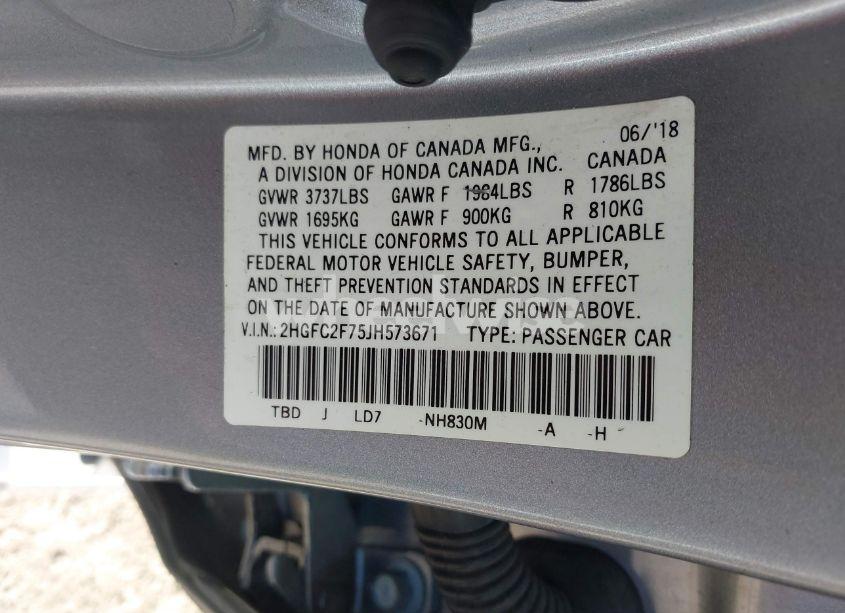 06/'18
MFD. BY HONDA OF CANADA MFG.,
A DIVISION OF HONDA CANADA INC. CANADA
GVWR 3737LBS GAWR F 1984LBS R 1786LBS
GVWR 1695KG GAWR F 900KG R 810KG
THIS VEHICLE CONFORMS TO ALL APPLICABLE
FEDERAL MOTOR VEHICLE SAFETY, BUMPER,
AND THEFT PREVENTION STANDARDS IN EFFECT
ON THE DATE OF MANUFACTURE SHOWN ABOVE.
V.I.N.: 2HGFC2F75JH573671 TYPE: PASSENGER CAR
TBD J LD7 -NH830M -A -H